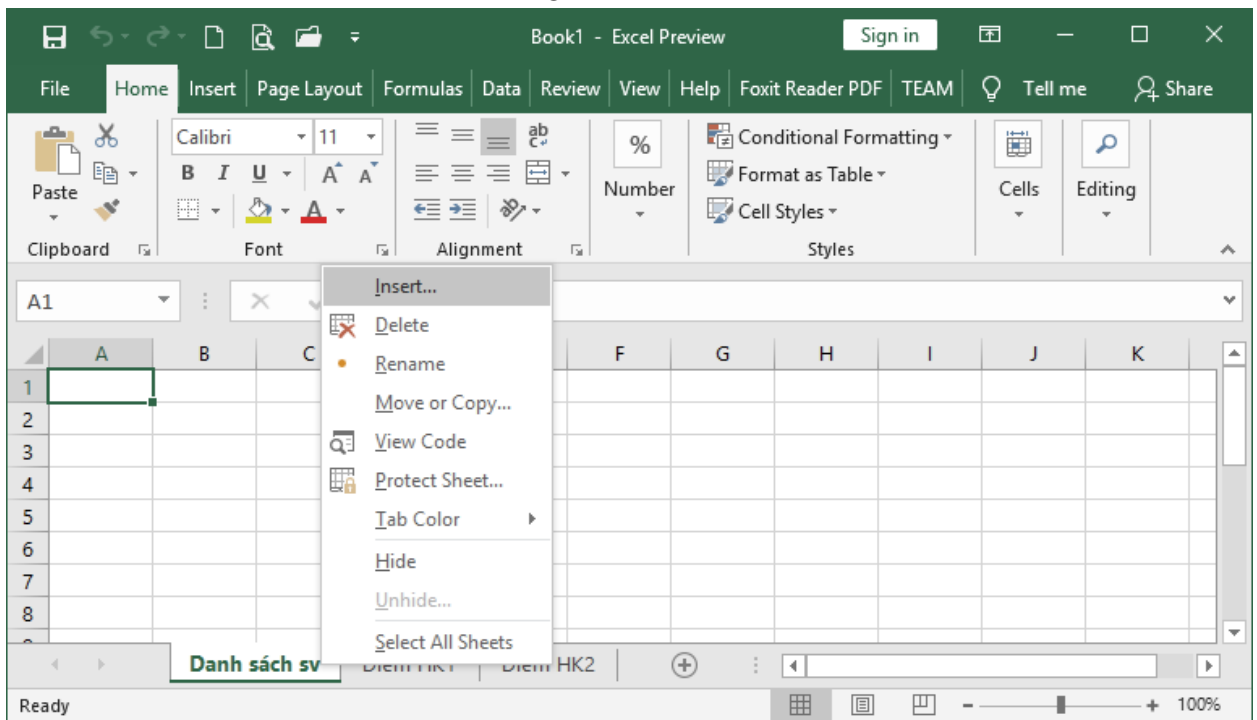 Book1 - Excel Preview Sign in
File Home Insert Page Layout Formulas Data Review View Help Foxit Reader PDF TEAM Tell me Share
Paste
Clipboard
Calibri 11
B I U A A
A
Font
ab
c
Alignment
%
Number
Conditional Formatting
Format as Table
Cell Styles
Styles
Cells
Editing
A1
Insert...
Delete
Rename
Move or Copy...
View Code
Protect Sheet...
Tab Color
Hide
Unhide...
Select All Sheets
A B C F G H I J K
1
2
3
4
5
6
7
8
Danh sách sv Điểm HK1 Điểm HK2
Ready 100%